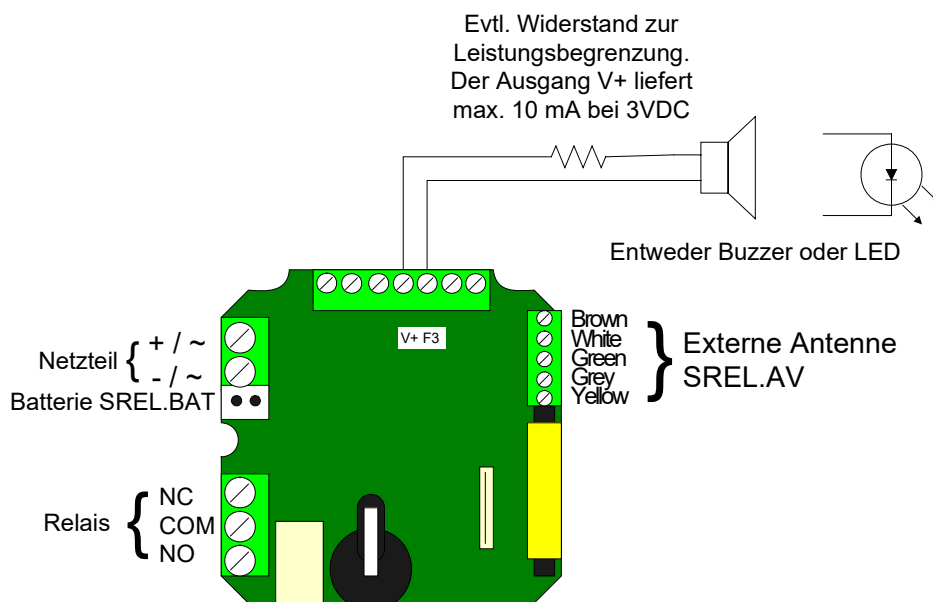 Evtl. Widerstand zur
Leistungsbegrenzung.
Der Ausgang V+ liefert
max. 10 mA bei 3VDC
Entweder Buzzer oder LED
V+ F3
Netzteil { + / ~
- / ~
Batterie SREL.BAT
Relais { NC
COM
NO
Brown
White
Green
Grey
Yellow
} Externe Antenne
SREL.AV